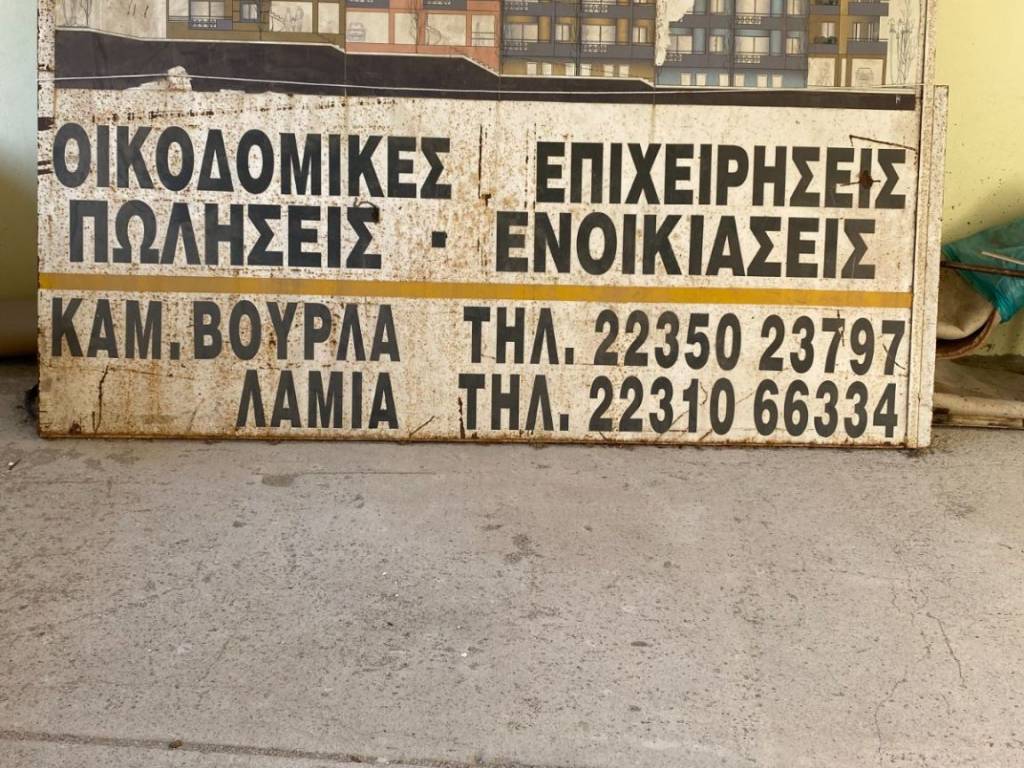 ΟΙΚΟΔΟΜΙΚΕΣ ΕΠΙΧΕΙΡΗΣΕΙΣ
ΠΩΛΗΣΕΙΣ · ΕΝΟΙΚΙΑΣΕΙΣ
ΚΑΜ. ΒΟΥΡΛΑ ΤΗΛ. 22350 23797
ΛΑΜΙΑ ΤΗΛ. 22310 66334